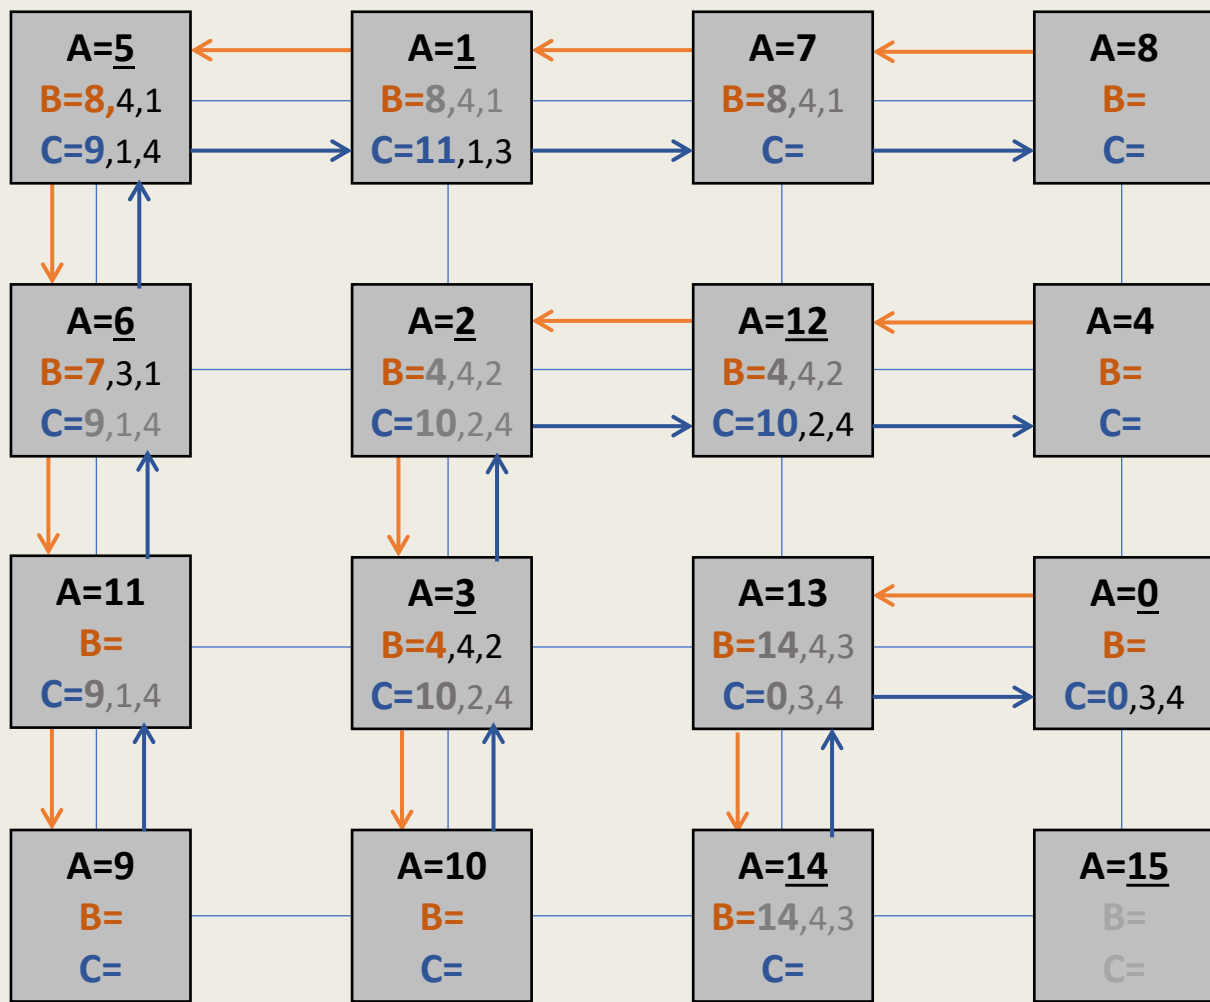 A=5
B=8,4,1
C=9,1,4
A=1
B=8,4,1
C=11,1,3
A=7
B=8,4,1
C=
A=8
B=
C=
A=6
B=7,3,1
C=9,1,4
A=2
B=4,4,2
C=10,2,4
A=12
B=4,4,2
C=10,2,4
A=4
B=
C=
A=11
B=
C=9,1,4
A=3
B=4,4,2
C=10,2,4
A=13
B=14,4,3
C=0,3,4
A=0
B=
C=0,3,4
A=9
B=
C=
A=10
B=
C=
A=14
B=14,4,3
C=
A=15
B=
C=